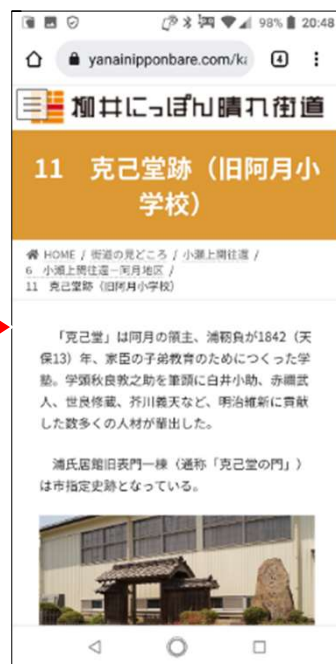 98% 20:48
yanainipponbare.com/ka
4
柳井にっぽん晴れ街道
11 克己堂跡（旧阿月小
学校）
HOME / 街道の見どころ / 小瀬上関往還 /
6 小瀬上関往還－阿月地区 /
11 克己堂跡（旧阿月小学校）
「克己堂」は阿月の領主、浦靱負が1842（天
保13）年、家臣の子弟教育のためにつくった学
塾。学頭秋良敦之助を筆頭に白井小助、赤禰武
人、世良修蔵、芥川義天など、明治維新に貢献
した数多くの人材が輩出した。
浦氏居館旧表門一棟（通称「克己堂の門」）
は市指定史跡となっている。